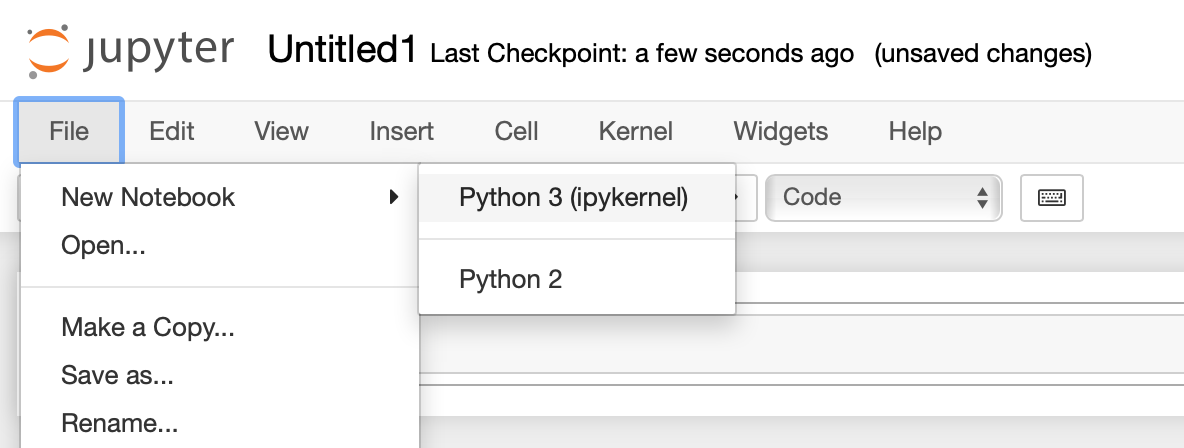 jupyter Untitled1 Last Checkpoint: a few seconds ago (unsaved changes)
File Edit View Insert Cell Kernel Widgets Help
New Notebook Python 3 (ipykernel) Code
Open...
Python 2
Make a Copy...
Save as...
Rename...